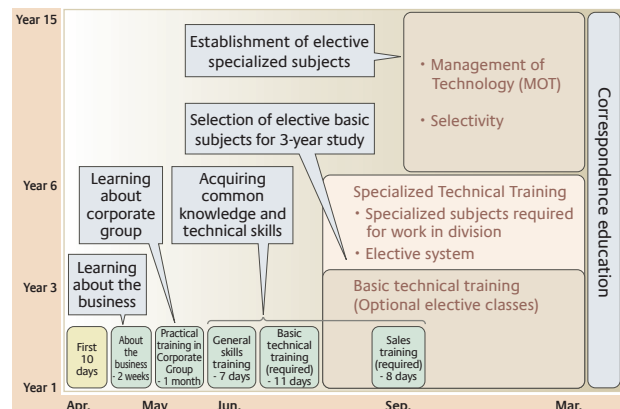 Year 15
Establishment of elective
specialized subjects
・Management of
Technology (MOT)
・Selectivity
Selection of elective basic
subjects for 3-year study
Correspondence education
Year 6
Learning
about
corporate
group
Acquiring
common
knowledge and
technical skills
Specialized Technical Training
・Specialized subjects required
for work in division
・Elective system
Year 3
Learning
about the
business
Basic technical training
(Optional elective classes)
First
10
days
About
the
business
- 2 weeks
Practical
training in
Corporate
Group
- 1 month
General
skills
training
- 7 days
Basic
technical
training
(required)
- 11 days
Sales
training
(required)
- 8 days
Year 1
Apr.
May
Jun.
Sep.
Mar.